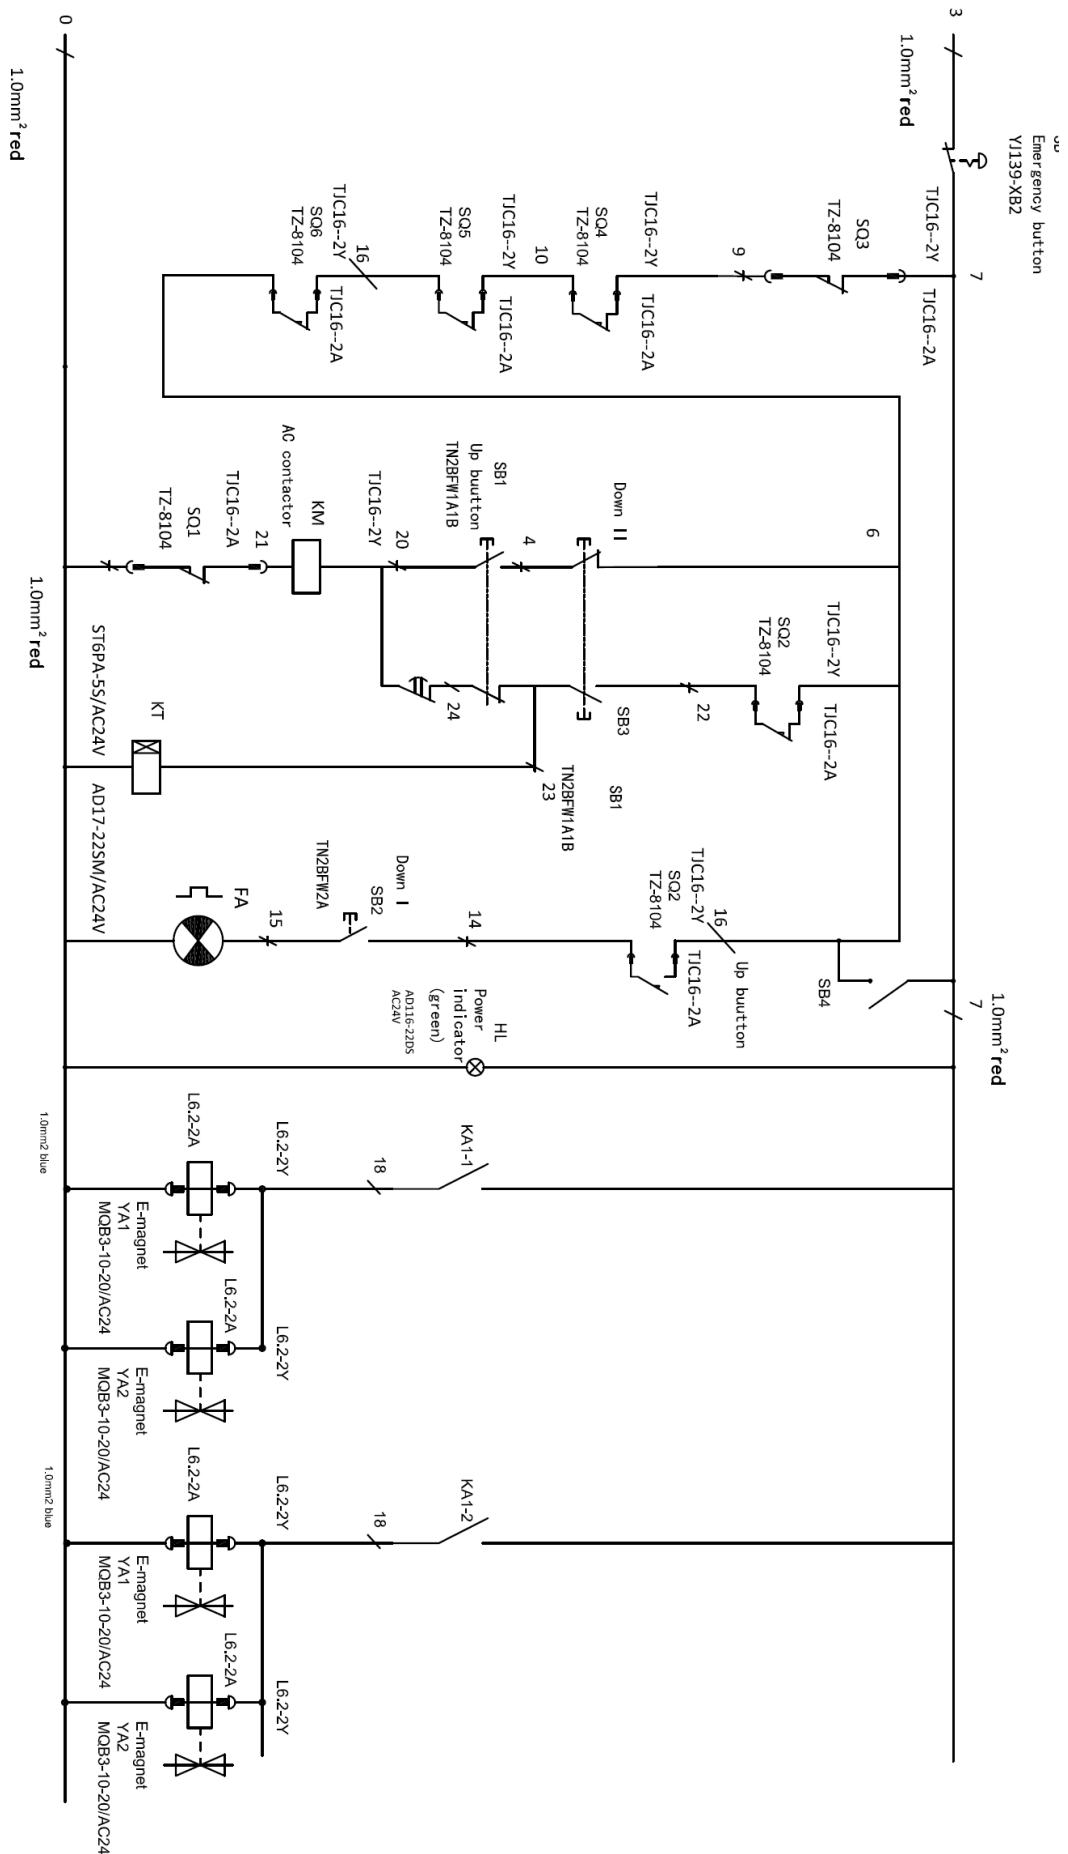 3
1.0mm² red
Emergency button
YJ139-XB2
TJC16--2Y
7
TJC16--2A
SQ3
TZ-8104
9
TJC16--2Y
TJC16--2A
SQ4
TZ-8104
10
TJC16--2Y
TJC16--2A
SQ5
TZ-8104
16
TJC16--2Y
TJC16--2A
SQ6
TZ-8104
0
1.0mm² red
6
Down II
4
SB1
Up buutton
TN2BFW1A1B
20
TJC16--2Y
KM
AC contactor
21
TJC16--2A
SQ1
TZ-8104
1.0mm² red
TJC16--2Y
TJC16--2A
SQ2
TZ-8104
22
SB3
24
SB1
TN2BFW1A1B
23
KT
ST6PA-5S/AC24V
7
1.0mm² red
SB4
16
Up buutton
TJC16--2Y
TJC16--2A
SQ2
TZ-8104
14
Down I
SB2
TN2BFW2A
15
FA
AD17-22SM/AC24V
HL
Power
indicator
(green)
AD116-22DS
AC24V
KA1-1
18
L6.2-2Y
L6.2-2A
E-magnet
YA1
MQB3-10-20/AC24
1.0mm2 blue
L6.2-2Y
L6.2-2A
E-magnet
YA2
MQB3-10-20/AC24
KA1-2
18
L6.2-2Y
L6.2-2A
E-magnet
YA1
MQB3-10-20/AC24
1.0mm2 blue
L6.2-2Y
L6.2-2A
E-magnet
YA2
MQB3-10-20/AC24